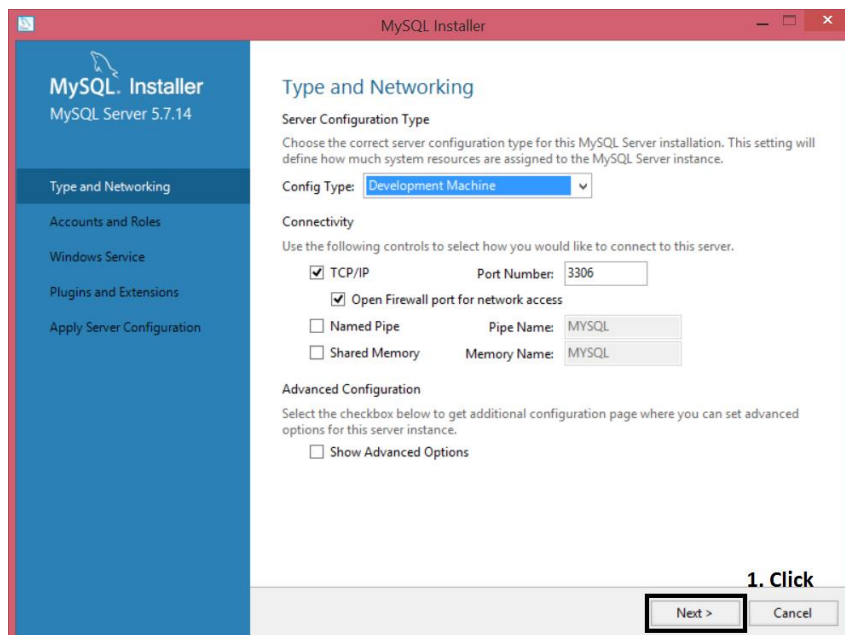 MySQL Installer
MySQL. Installer
MySQL Server 5.7.14
Type and Networking
Accounts and Roles
Windows Service
Plugins and Extensions
Apply Server Configuration
Type and Networking
Server Configuration Type
Choose the correct server configuration type for this MySQL Server installation. This setting will
define how much system resources are assigned to the MySQL Server instance.
Config Type: Development Machine
Connectivity
Use the following controls to select how you would like to connect to this server.
TCP/IP Port Number: 3306
Open Firewall port for network access
Named Pipe Pipe Name: MYSQL
Shared Memory Memory Name: MYSQL
Advanced Configuration
Select the checkbox below to get additional configuration page where you can set advanced
options for this server instance.
Show Advanced Options
1. Click
Next > Cancel